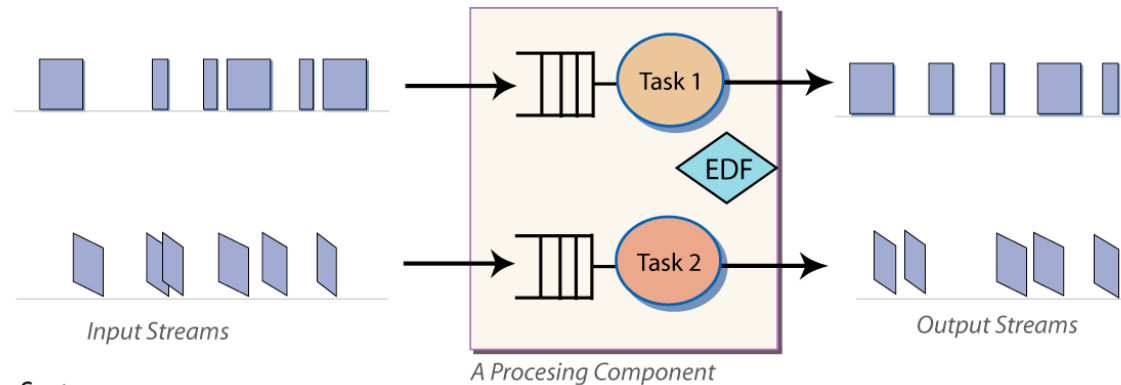 Task 1
EDF
Task 2
Input Streams
Output Streams
A Procesing Component